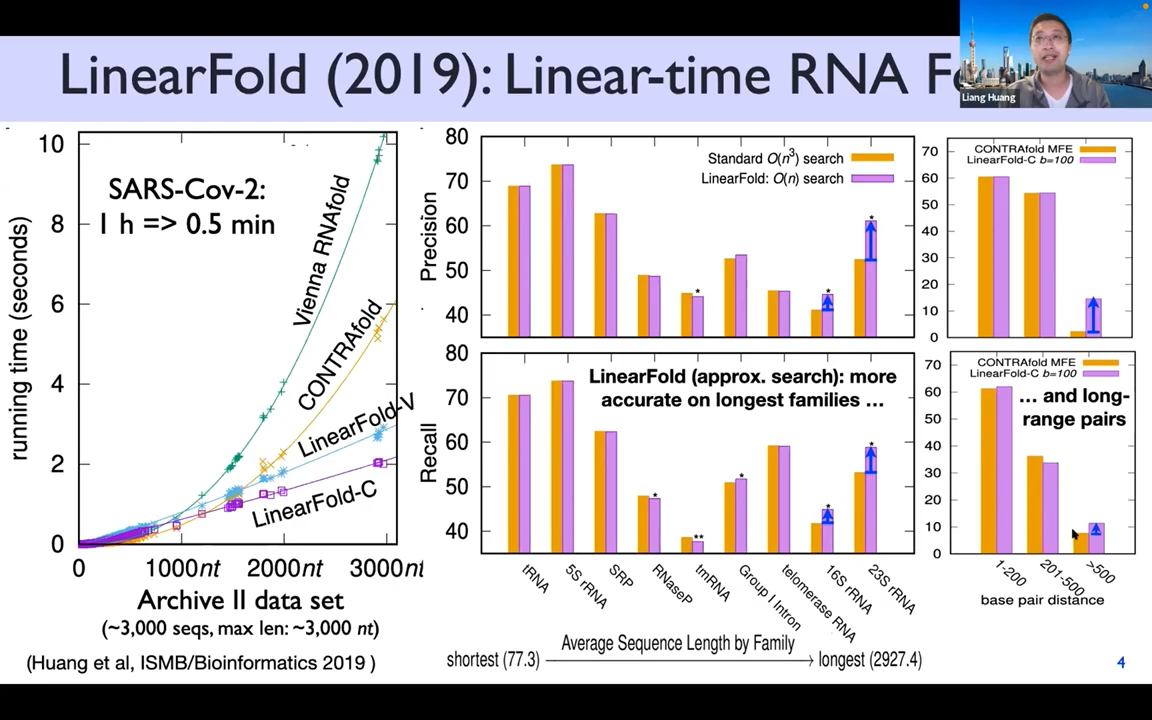 LinearFold (2019): Linear-time RNA F
Liang Huang
10
8
6
4
2
0
running time (seconds)
SARS-Cov-2:
1 h => 0.5 min
Vienna RNAfold
CONTRAfold
LinearFold-V
LinearFold-C
0 1000nt 2000nt 3000nt
Archive II data set
(~3,000 seqs, max len: ~3,000 nt)
(Huang et al, ISMB/Bioinformatics 2019 )
80
70
60
50
40
Precision
Standard O(n3) search
LinearFold: O(n) search
* * *
80
70
60
50
40
Recall
LinearFold (approx. search): more
accurate on longest families ...
* ** * * *
tRNA
5S rRNA
SRP
RNaseP
tmRNA
Group I Intron
telomerase RNA
16S rRNA
23S rRNA
Average Sequence Length by Family
shortest (77.3) longest (2927.4)
70
60
50
40
30
20
10
0
CONTRAfold MFE
LinearFold-C b=100
70
60
50
40
30
20
10
0
CONTRAfold MFE
LinearFold-C b=100
... and long-
range pairs
1-200
201-500
>500
base pair distance
4